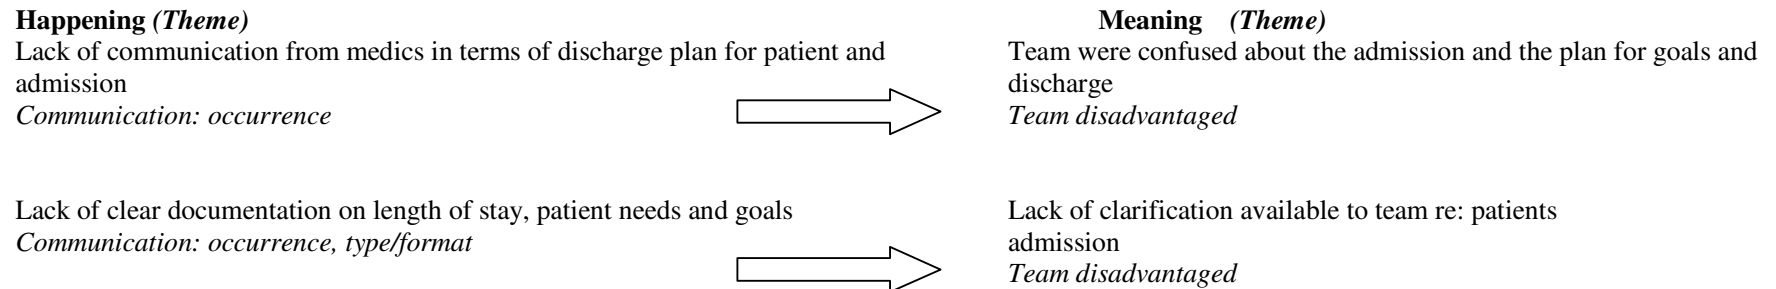 Happening (Theme)
Lack of communication from medics in terms of discharge plan for patient and
admission
Communication: occurrence
Meaning (Theme)
Team were confused about the admission and the plan for goals and
discharge
Team disadvantaged
Lack of clear documentation on length of stay, patient needs and goals
Communication: occurrence, type/format
Lack of clarification available to team re: patients
admission
Team disadvantaged